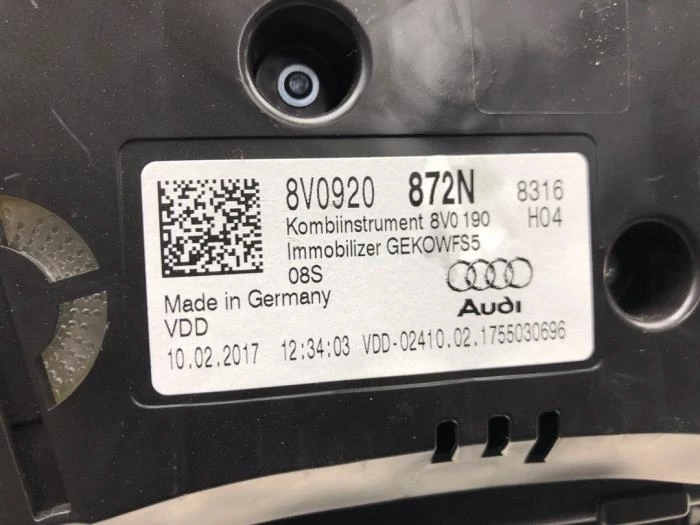 8V0920 872N 8316
Kombiinstrument 8V0 190 H04
Immobilizer GEKOWFS5
08S
Audi
Made in Germany
VDD
10.02.2017 12:34:03 VDD-02410.02.1755030696